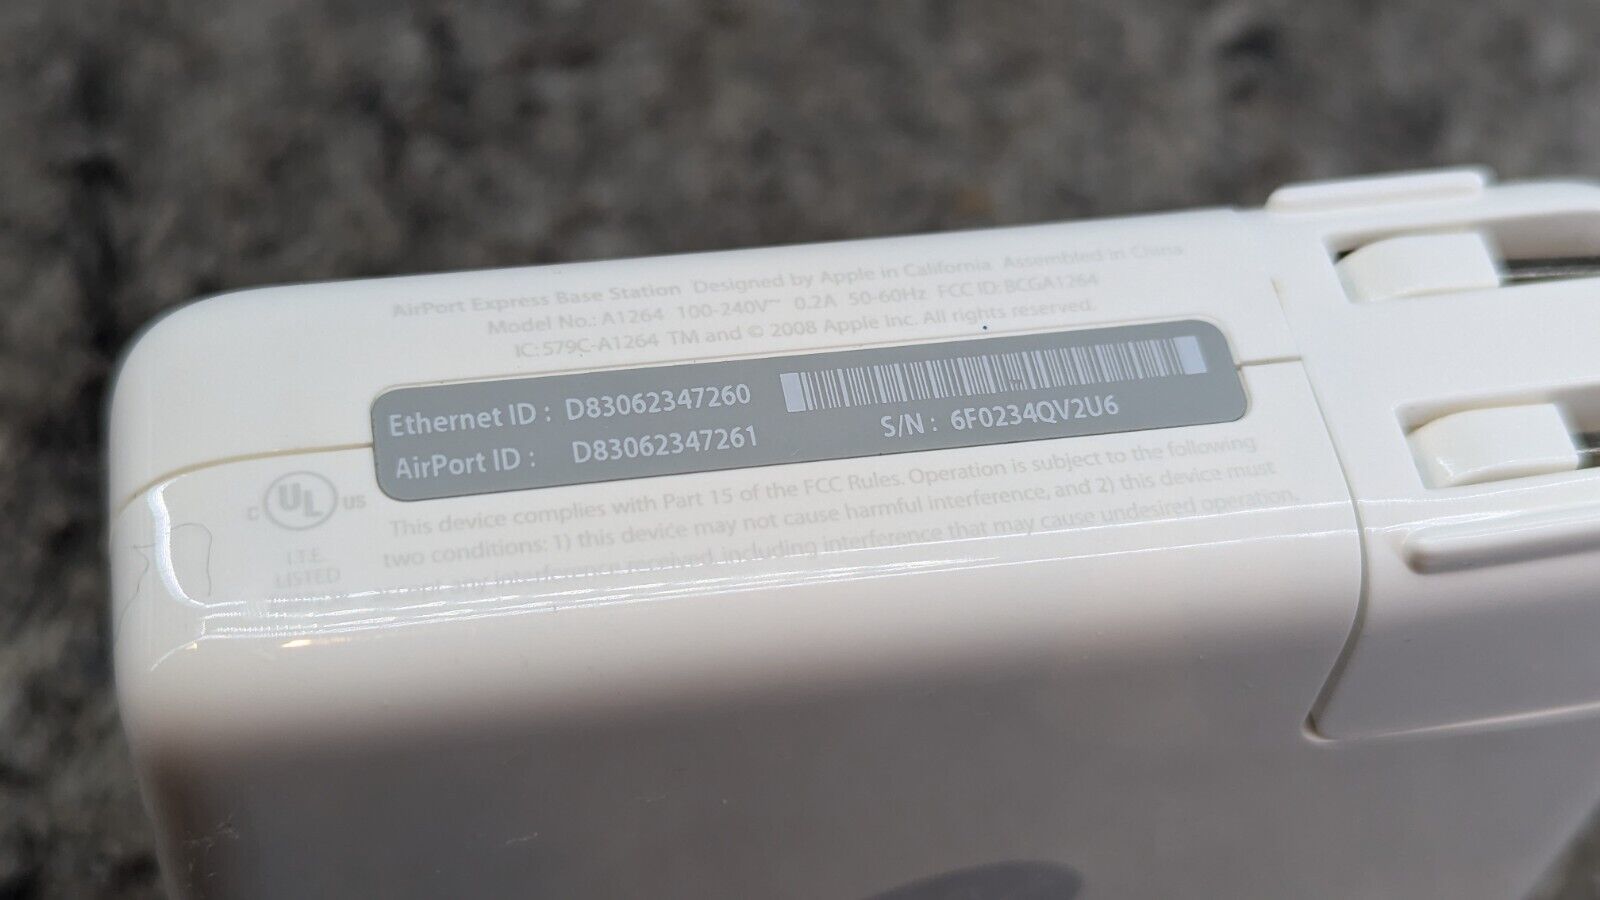 AirPort Express Base Station Designed by Apple in California Assembled in China
Model No.: A1264 100-240V~ 0.2A 50-60Hz FCC ID: BCGA1264
IC: 579C-A1264 TM and © 2008 Apple Inc. All rights reserved.
Ethernet ID : D83062347260
AirPort ID : D83062347261
S/N : 6F0234QV2U6
C UL US
I.T.E.
LISTED
This device complies with Part 15 of the FCC Rules. Operation is subject to the following
two conditions: 1) this device may not cause harmful interference, and 2) this device must
accept any interference received, including interference that may cause undesired operation.